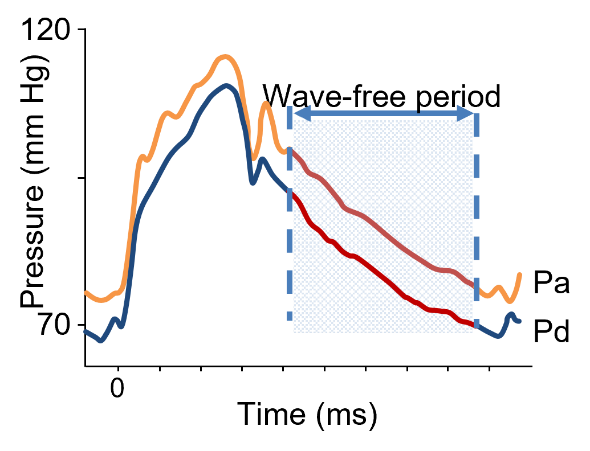 120
Wave-free period
Pressure (mm Hg)
Pa
70
Pd
0
Time (ms)